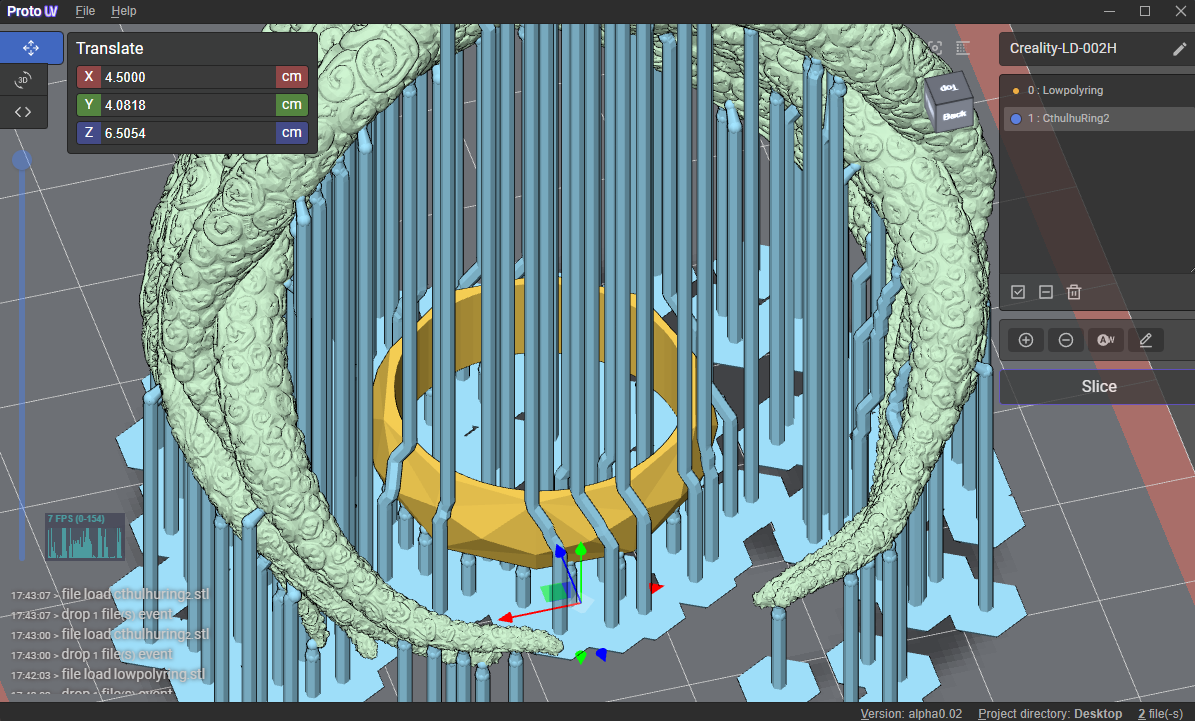 Proto UV File Help
Translate
X 4.5000 cm
Y 4.0818 cm
Z 6.5054 cm
3D
Top
Back
Creality-LD-002H
0 : Lowpolyring
1 : CthulhuRing2
AW
Slice
7 FPS (0-154)
17:43:07 > file load cthulhuring2.stl
17:43:07 > drop 1 file(s) event
17:43:00 > file load cthulhuring2.stl
17:43:00 > drop 1 file(s) event
17:42:03 > file load lowpolyring.stl
drop 1 file(s) event
Version: alpha0.02 Project directory: Desktop 2 file(-s)